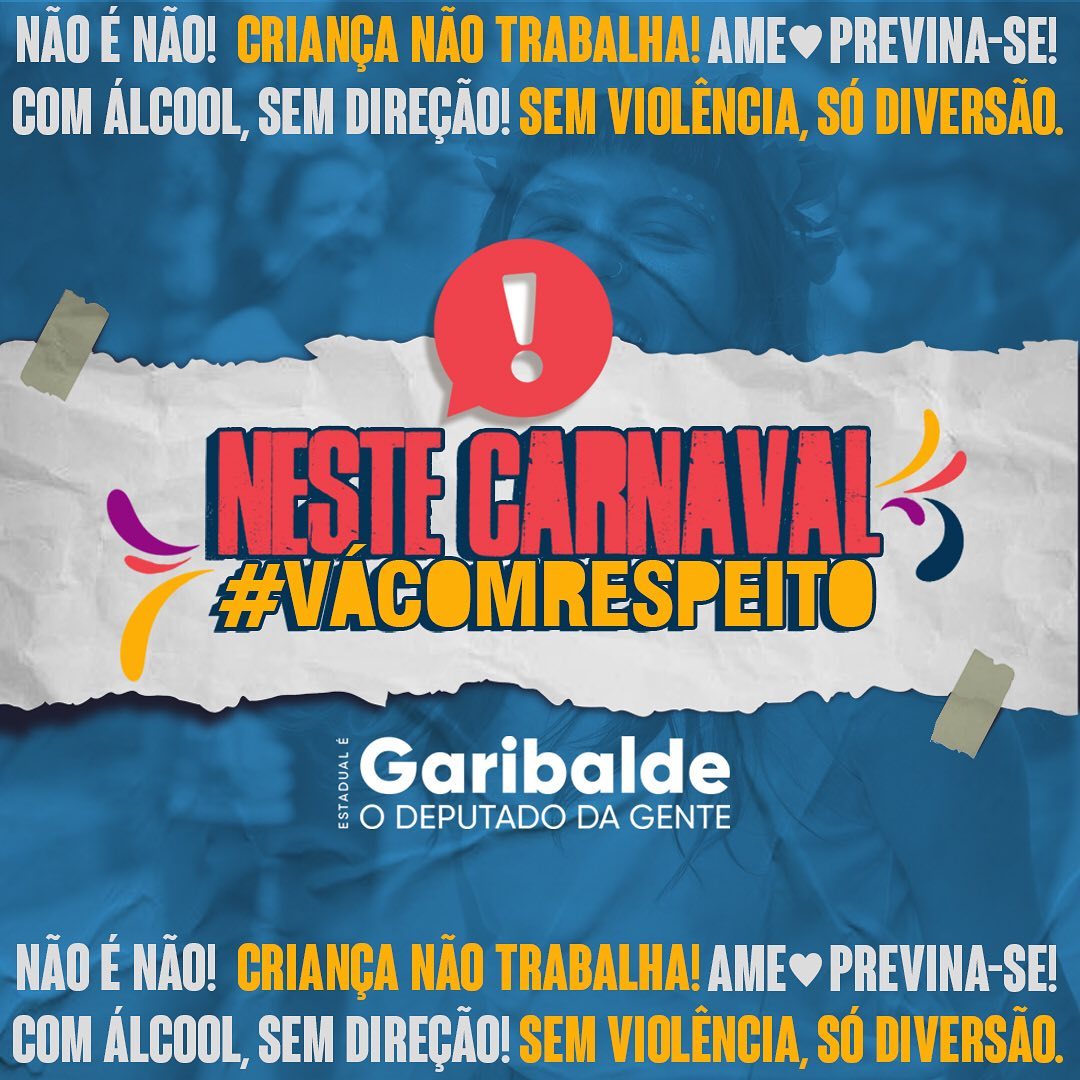 NÃO É NÃO! CRIANÇA NÃO TRABALHA! AME♥PREVINA-SE!
COM ÁLCOOL, SEM DIREÇÃO! SEM VIOLÊNCIA, SÓ DIVERSÃO.
!
NESTE CARNAVAL
#VÁCOMRESPEITO
ESTADUAL É
Garibalde
O DEPUTADO DA GENTE
NÃO É NÃO! CRIANÇA NÃO TRABALHA! AME♥PREVINA-SE!
COM ÁLCOOL, SEM DIREÇÃO! SEM VIOLÊNCIA, SÓ DIVERSÃO.